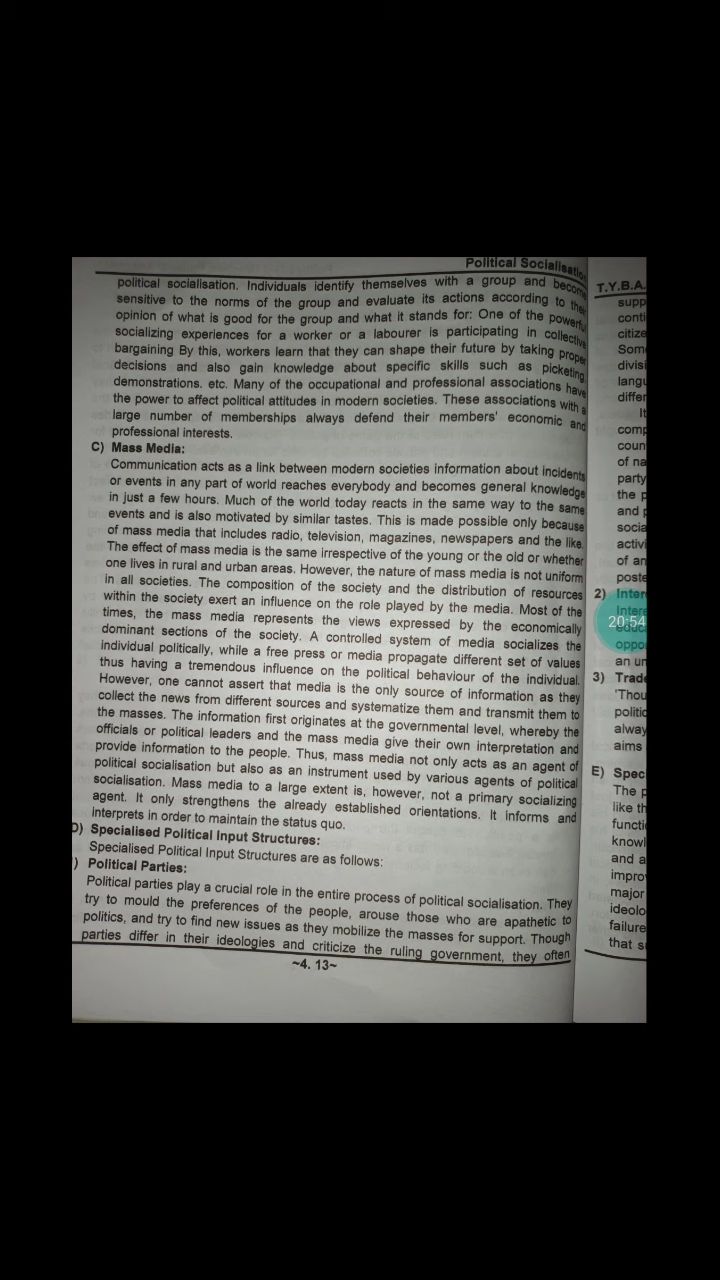 Political Socialisation
political socialisation. Individuals identify themselves with a group and become
sensitive to the norms of the group and evaluate its actions according to their
opinion of what is good for the group and what it stands for: One of the powerful
socializing experiences for a worker or a labourer is participating in collective
bargaining By this, workers learn that they can shape their future by taking proper
decisions and also gain knowledge about specific skills such as picketing,
demonstrations. etc. Many of the occupational and professional associations have
the power to affect political attitudes in modern societies. These associations with a
large number of memberships always defend their members' economic and
professional interests.
C) Mass Media:
Communication acts as a link between modern societies information about incidents
or events in any part of world reaches everybody and becomes general knowledge
in just a few hours. Much of the world today reacts in the same way to the same
events and is also motivated by similar tastes. This is made possible only because
of mass media that includes radio, television, magazines, newspapers and the like.
The effect of mass media is the same irrespective of the young or the old or whether
one lives in rural and urban areas. However, the nature of mass media is not uniform
in all societies. The composition of the society and the distribution of resources
within the society exert an influence on the role played by the media. Most of the
times, the mass media represents the views expressed by the economically
dominant sections of the society. A controlled system of media socializes the
individual politically, while a free press or media propagate different set of values
thus having a tremendous influence on the political behaviour of the individual.
However, one cannot assert that media is the only source of information as they
collect the news from different sources and systematize them and transmit them to
the masses. The information first originates at the governmental level, whereby the
officials or political leaders and the mass media give their own interpretation and
provide information to the people. Thus, mass media not only acts as an agent of
political socialisation but also as an instrument used by various agents of political
socialisation. Mass media to a large extent is, however, not a primary socializing
agent. It only strengthens the already established orientations. It informs and
interprets in order to maintain the status quo.
D) Specialised Political Input Structures:
Specialised Political Input Structures are as follows:
) Political Parties:
Political parties play a crucial role in the entire process of political socialisation. They
try to mould the preferences of the people, arouse those who are apathetic to
politics, and try to find new issues as they mobilize the masses for support. Though
parties differ in their ideologies and criticize the ruling government, they often
~4. 13~
T.Y.B.A.
supp
conti
citize
Som
divisi
langu
differ
It
comp
coun
of na
party
the p
and p
socia
activi
of an
poste
2) Inter
Intere
20:54
educa
oppo
an un
3) Trade
'Thou
politic
alway
aims
E) Spec
The p
like th
functi
knowl
and a
impro
major
ideolo
failure
that s